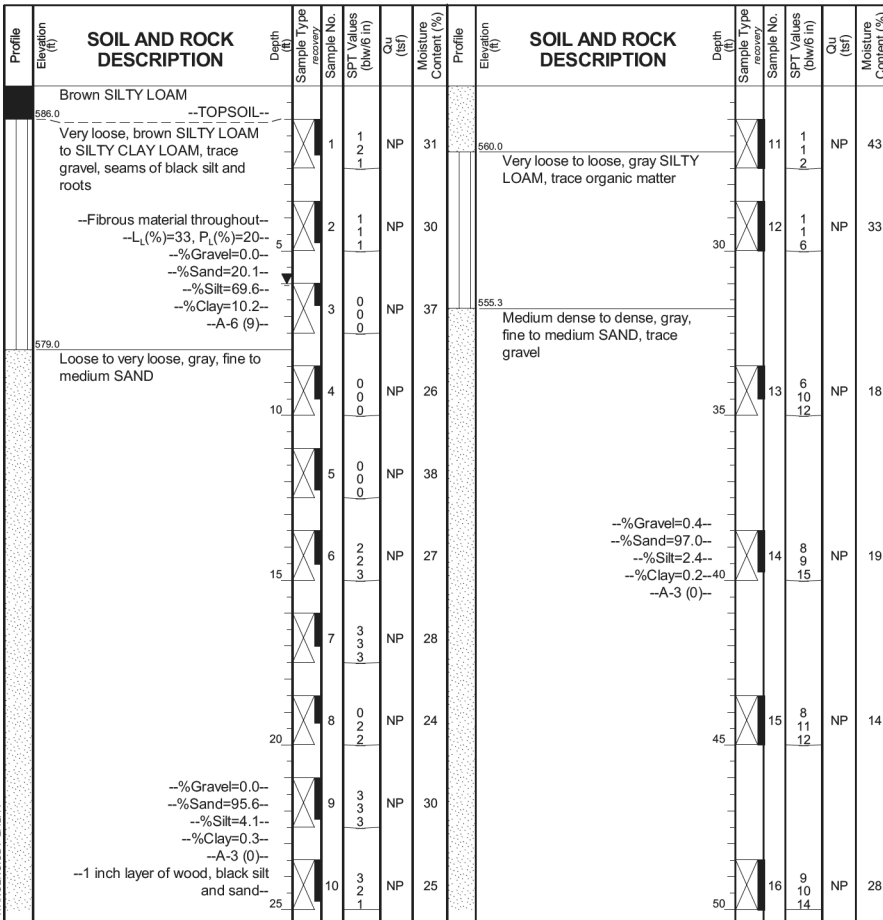 Profile
Elevation
(ft)
SOIL AND ROCK
DESCRIPTION
Depth
(ft)
Sample Type
recovery
Sample No.
SPT Values
(blw/6 in)
Qu
(tsf)
Moisture
Content (%)
Brown SILTY LOAM
586.0
--TOPSOIL--
Very loose, brown SILTY LOAM
to SILTY CLAY LOAM, trace
gravel, seams of black silt and
roots
1
1
2
1
NP
31
--Fibrous material throughout--
--LL(%)=33, PL(%)=20--
5
--%Gravel=0.0--
2
1
1
1
NP
30
--%Sand=20.1--
--%Silt=69.6--
--%Clay=10.2--
--A-6 (9)--
3
0
0
0
NP
37
579.0
Loose to very loose, gray, fine to
medium SAND
10
4
0
0
0
NP
26
5
0
0
0
NP
38
15
6
2
2
3
NP
27
7
3
3
3
NP
28
20
8
0
2
2
NP
24
--%Gravel=0.0--
--%Sand=95.6--
--%Silt=4.1--
--%Clay=0.3--
--A-3 (0)--
9
3
3
3
NP
30
--1 inch layer of wood, black silt
and sand--
25
10
3
2
1
NP
25
Profile
Elevation
(ft)
SOIL AND ROCK
DESCRIPTION
Depth
(ft)
Sample Type
recovery
Sample No.
SPT Values
(blw/6 in)
Qu
(tsf)
Moisture
Content (%)
11
1
1
2
NP
43
560.0
Very loose to loose, gray SILTY
LOAM, trace organic matter
30
12
1
1
6
NP
33
555.3
Medium dense to dense, gray,
fine to medium SAND, trace
gravel
35
13
6
10
12
NP
18
--%Gravel=0.4--
--%Sand=97.0--
--%Silt=2.4--
--%Clay=0.2--
40
--A-3 (0)--
14
8
9
15
NP
19
45
15
8
11
12
NP
14
50
16
9
10
14
NP
28